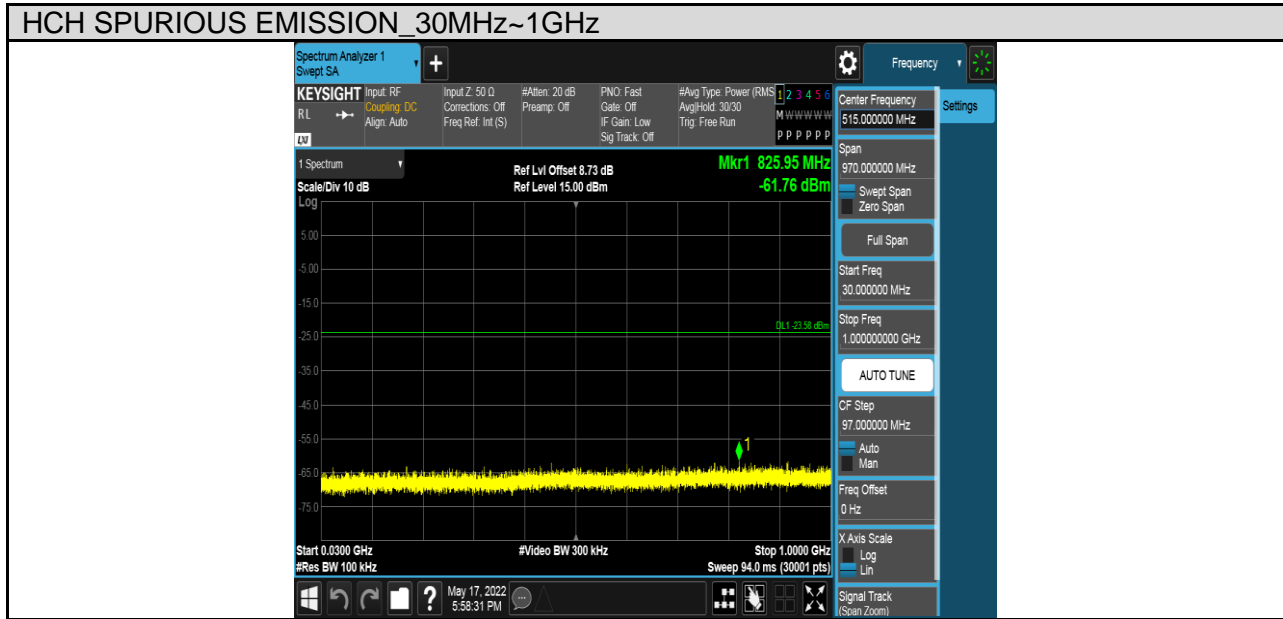 HCH SPURIOUS EMISSION_30MHz~1GHz
Spectrum Analyzer 1
Swept SA
+
Frequency
KEYSIGHT
RL
LXI
Input: RF
Coupling: DC
Align: Auto
Input Z: 50 Ω
Corrections: Off
Freq Ref: Int (S)
#Atten: 20 dB
Preamp: Off
PNO: Fast
Gate: Off
IF Gain: Low
Sig Track: Off
#Avg Type: Power (RMS
Avg|Hold: 30/30
Trig: Free Run
1 2 3 4 5 6
M W W W W W
P P P P P P
Center Frequency
515.000000 MHz
Settings
1 Spectrum
Scale/Div 10 dB
Ref Lvl Offset 8.73 dB
Ref Level 15.00 dBm
Mkr1 825.95 MHz
-61.76 dBm
Span
970.000000 MHz
Swept Span
Zero Span
Full Span
Start Freq
30.000000 MHz
Stop Freq
1.000000000 GHz
AUTO TUNE
CF Step
97.000000 MHz
Auto
Man
Freq Offset
0 Hz
X Axis Scale
Log
Lin
Signal Track
(Span Zoom)
Log
5.00
-5.00
-15.0
-25.0
-35.0
-45.0
-55.0
-65.0
-75.0
DL1 -23.58 dBm
1
Start 0.0300 GHz
#Res BW 100 kHz
#Video BW 300 kHz
Stop 1.0000 GHz
Sweep 94.0 ms (30001 pts)
?
May 17, 2022
5:58:31 PM